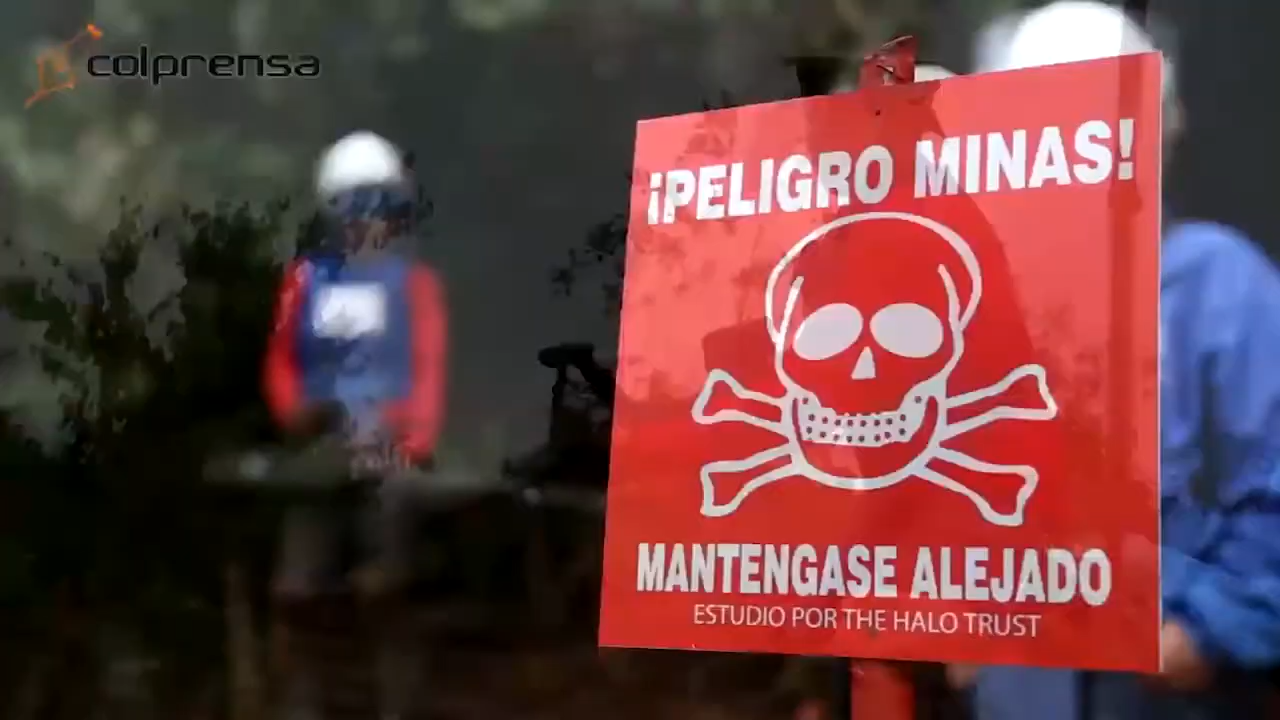 colprensa
¡PELIGRO MINAS!
MANTENGASE ALEJADO
ESTUDIO POR THE HALO TRUST